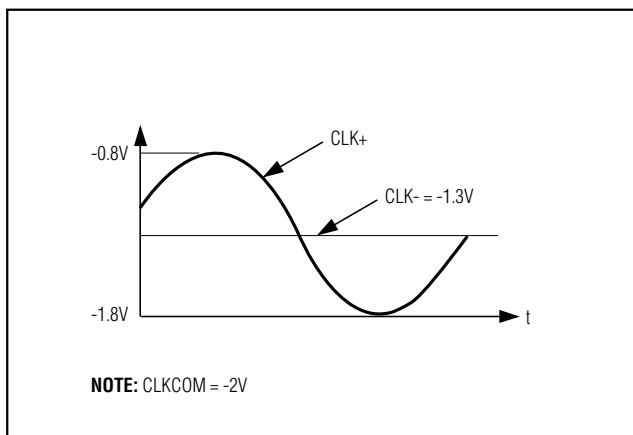 CLK+
-0.8V
CLK- = -1.3V
-1.8V
t
NOTE: CLKCOM = -2V